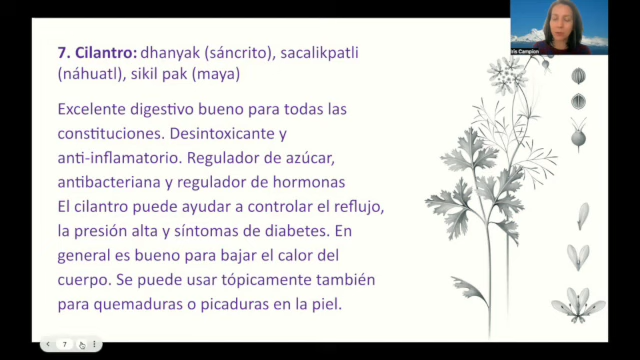 7. Cilantro: dhanyak (sáncrito), sacalikpatli
(náhuatl), sikil pak (maya)
Excelente digestivo bueno para todas las
constituciones. Desintoxicante y
anti-inflamatorio. Regulador de azúcar,
antibacteriana y regulador de hormonas
El cilantro puede ayudar a controlar el reflujo,
la presión alta y síntomas de diabetes. En
general es bueno para bajar el calor del
cuerpo. Se puede usar tópicamente también
para quemaduras o picaduras en la piel.
Campion
7